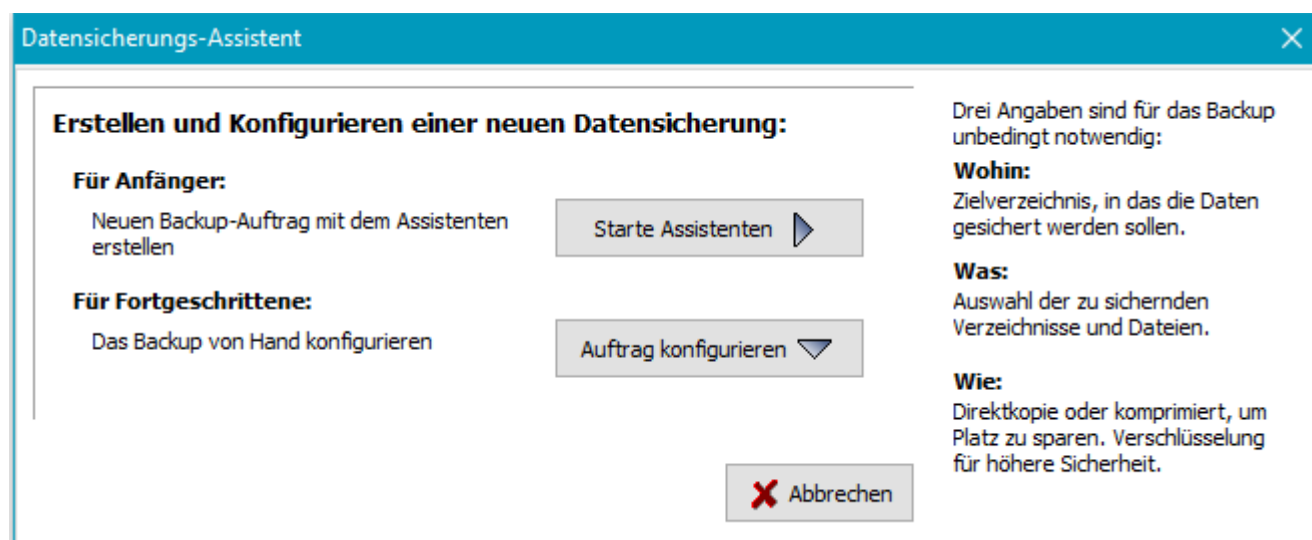 Datensicherungs-Assistent
Erstellen und Konfigurieren einer neuen Datensicherung:
Für Anfänger:
Neuen Backup-Auftrag mit dem Assistenten
erstellen
Starte Assistenten
Für Fortgeschrittene:
Das Backup von Hand konfigurieren
Auftrag konfigurieren
Abbrechen
Drei Angaben sind für das Backup
unbedingt notwendig:
Wohin:
Zielverzeichnis, in das die Daten
gesichert werden sollen.
Was:
Auswahl der zu sichernden
Verzeichnisse und Dateien.
Wie:
Direktkopie oder komprimiert, um
Platz zu sparen. Verschlüsselung
für höhere Sicherheit.